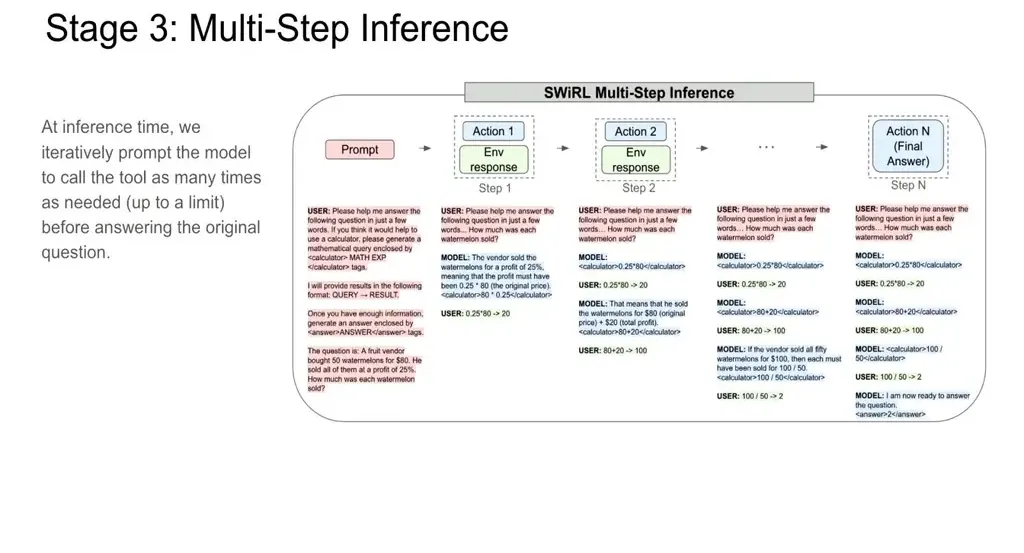 Stage 3: Multi-Step Inference
At inference time, we
iteratively prompt the model
to call the tool as many times
as needed (up to a limit)
before answering the original
question.
SWiRL Multi-Step Inference
Prompt
Action 1
Env
response
Step 1
Action 2
Env
response
Step 2
...
Action N
(Final
Answer)
Step N
USER: Please help me answer the
following question in just a few
words. If you think it would help to
use a calculator, please generate a
mathematical query enclosed by
<calculator> MATH EXP
</calculator> tags.
I will provide results in the following
format: QUERY → RESULT.
Once you have enough information,
generate an answer enclosed by
<answer>ANSWER</answer> tags.
The question is: A fruit vendor
bought 50 watermelons for $80. He
sold all of them at a profit of 25%.
How much was each watermelon
sold?
USER: Please help me answer the
following question in just a few
words... How much was each
watermelon sold?
MODEL: The vendor sold the
watermelons for a profit of 25%,
meaning that the profit must have
been 0.25 * 80 (the original price).
<calculator>80 * 0.25</calculator>
USER: 0.25*80 -> 20
USER: Please help me answer the
following question in just a few
words... How much was each
watermelon sold?
MODEL:
<calculator>0.25*80</calculator>
USER: 0.25*80 -> 20
MODEL: That means that he sold
the watermelons for $80 (original
price) + $20 (total profit).
<calculator>80+20</calculator>
USER: 80+20 -> 100
USER: Please help me answer the
following question in just a few
words... How much was each
watermelon sold?
MODEL:
<calculator>0.25*80</calculator>
USER: 0.25*80 -> 20
MODEL:
<calculator>80+20</calculator>
USER: 80+20 -> 100
MODEL: If the vendor sold all fifty
watermelons for $100, then each must
have been sold for 100 / 50.
<calculator>100 / 50</calculator>
USER: 100 / 50 -> 2
USER: Please help me answer the
following question in just a few
words... How much was each
watermelon sold?
MODEL:
<calculator>0.25*80</calculator>
USER: 0.25*80 -> 20
MODEL:
<calculator>80+20</calculator>
USER: 80+20 -> 100
MODEL: <calculator>100 /
50</calculator>
USER: 100 / 50 -> 2
MODEL: I am now ready to answer
the question.
<answer>2</answer>